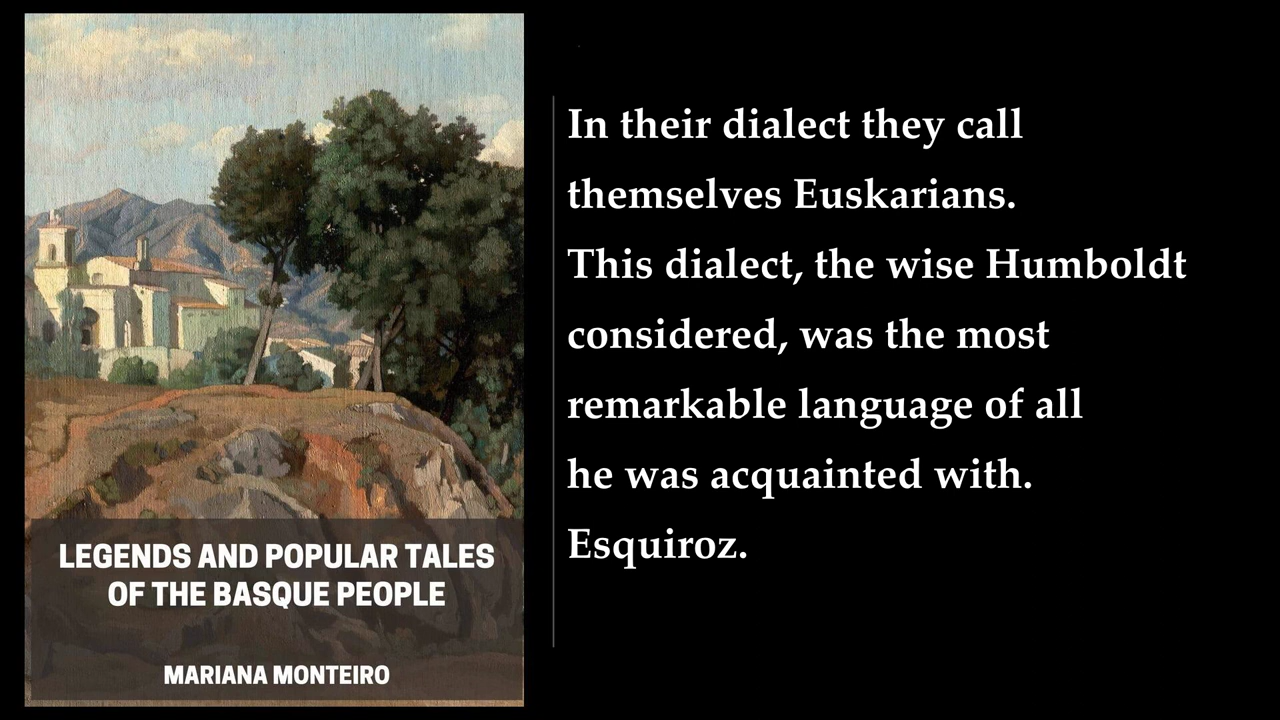 In their dialect they call
themselves Euskarians.
This dialect, the wise Humboldt
considered, was the most
remarkable language of all
he was acquainted with.
Esquiroz.
LEGENDS AND POPULAR TALES
OF THE BASQUE PEOPLE
MARIANA MONTEIRO